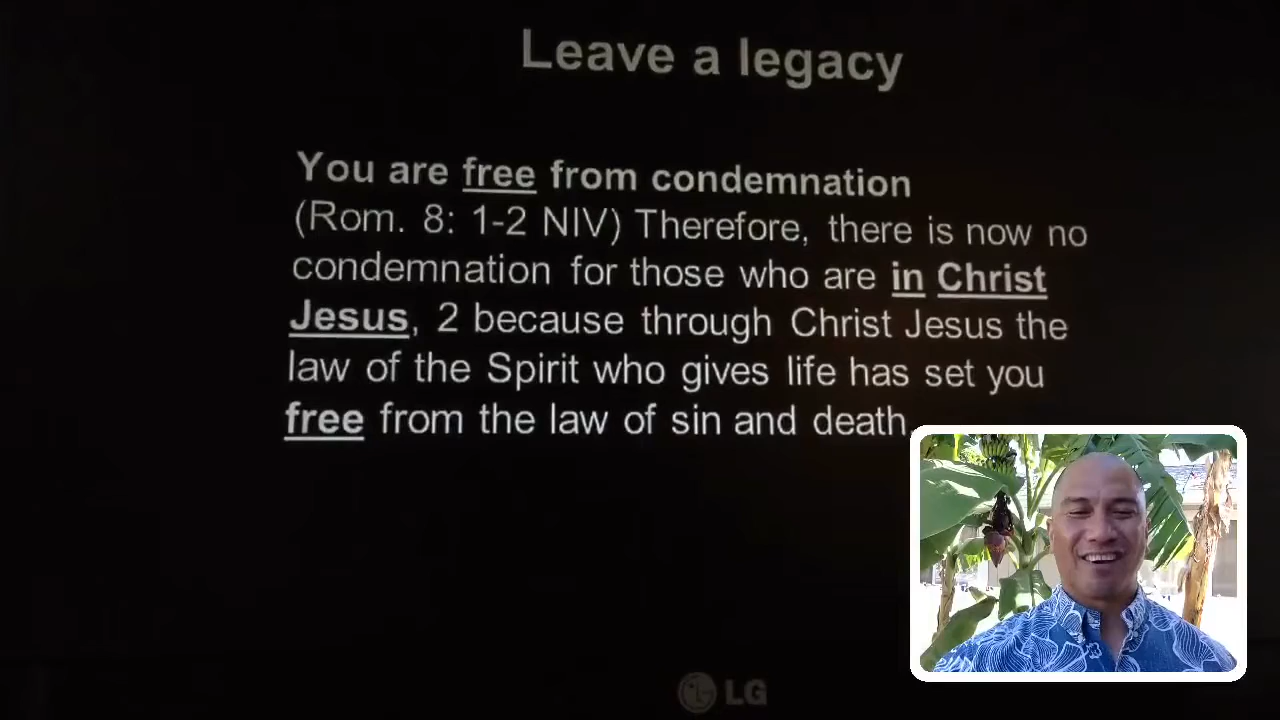 Leave a legacy
You are free from condemnation
(Rom. 8: 1-2 NIV) Therefore, there is now no
condemnation for those who are in Christ
Jesus, 2 because through Christ Jesus the
law of the Spirit who gives life has set you
free from the law of sin and death.
LG